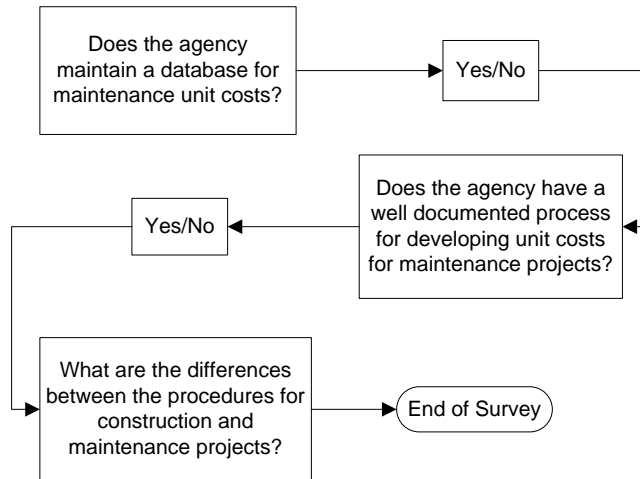 Does the agency
maintain a database for
maintenance unit costs?
Yes/No
Does the agency have a
well documented process
for developing unit costs
for maintenance projects?
Yes/No
What are the differences
between the procedures for
construction and
maintenance projects?
End of Survey